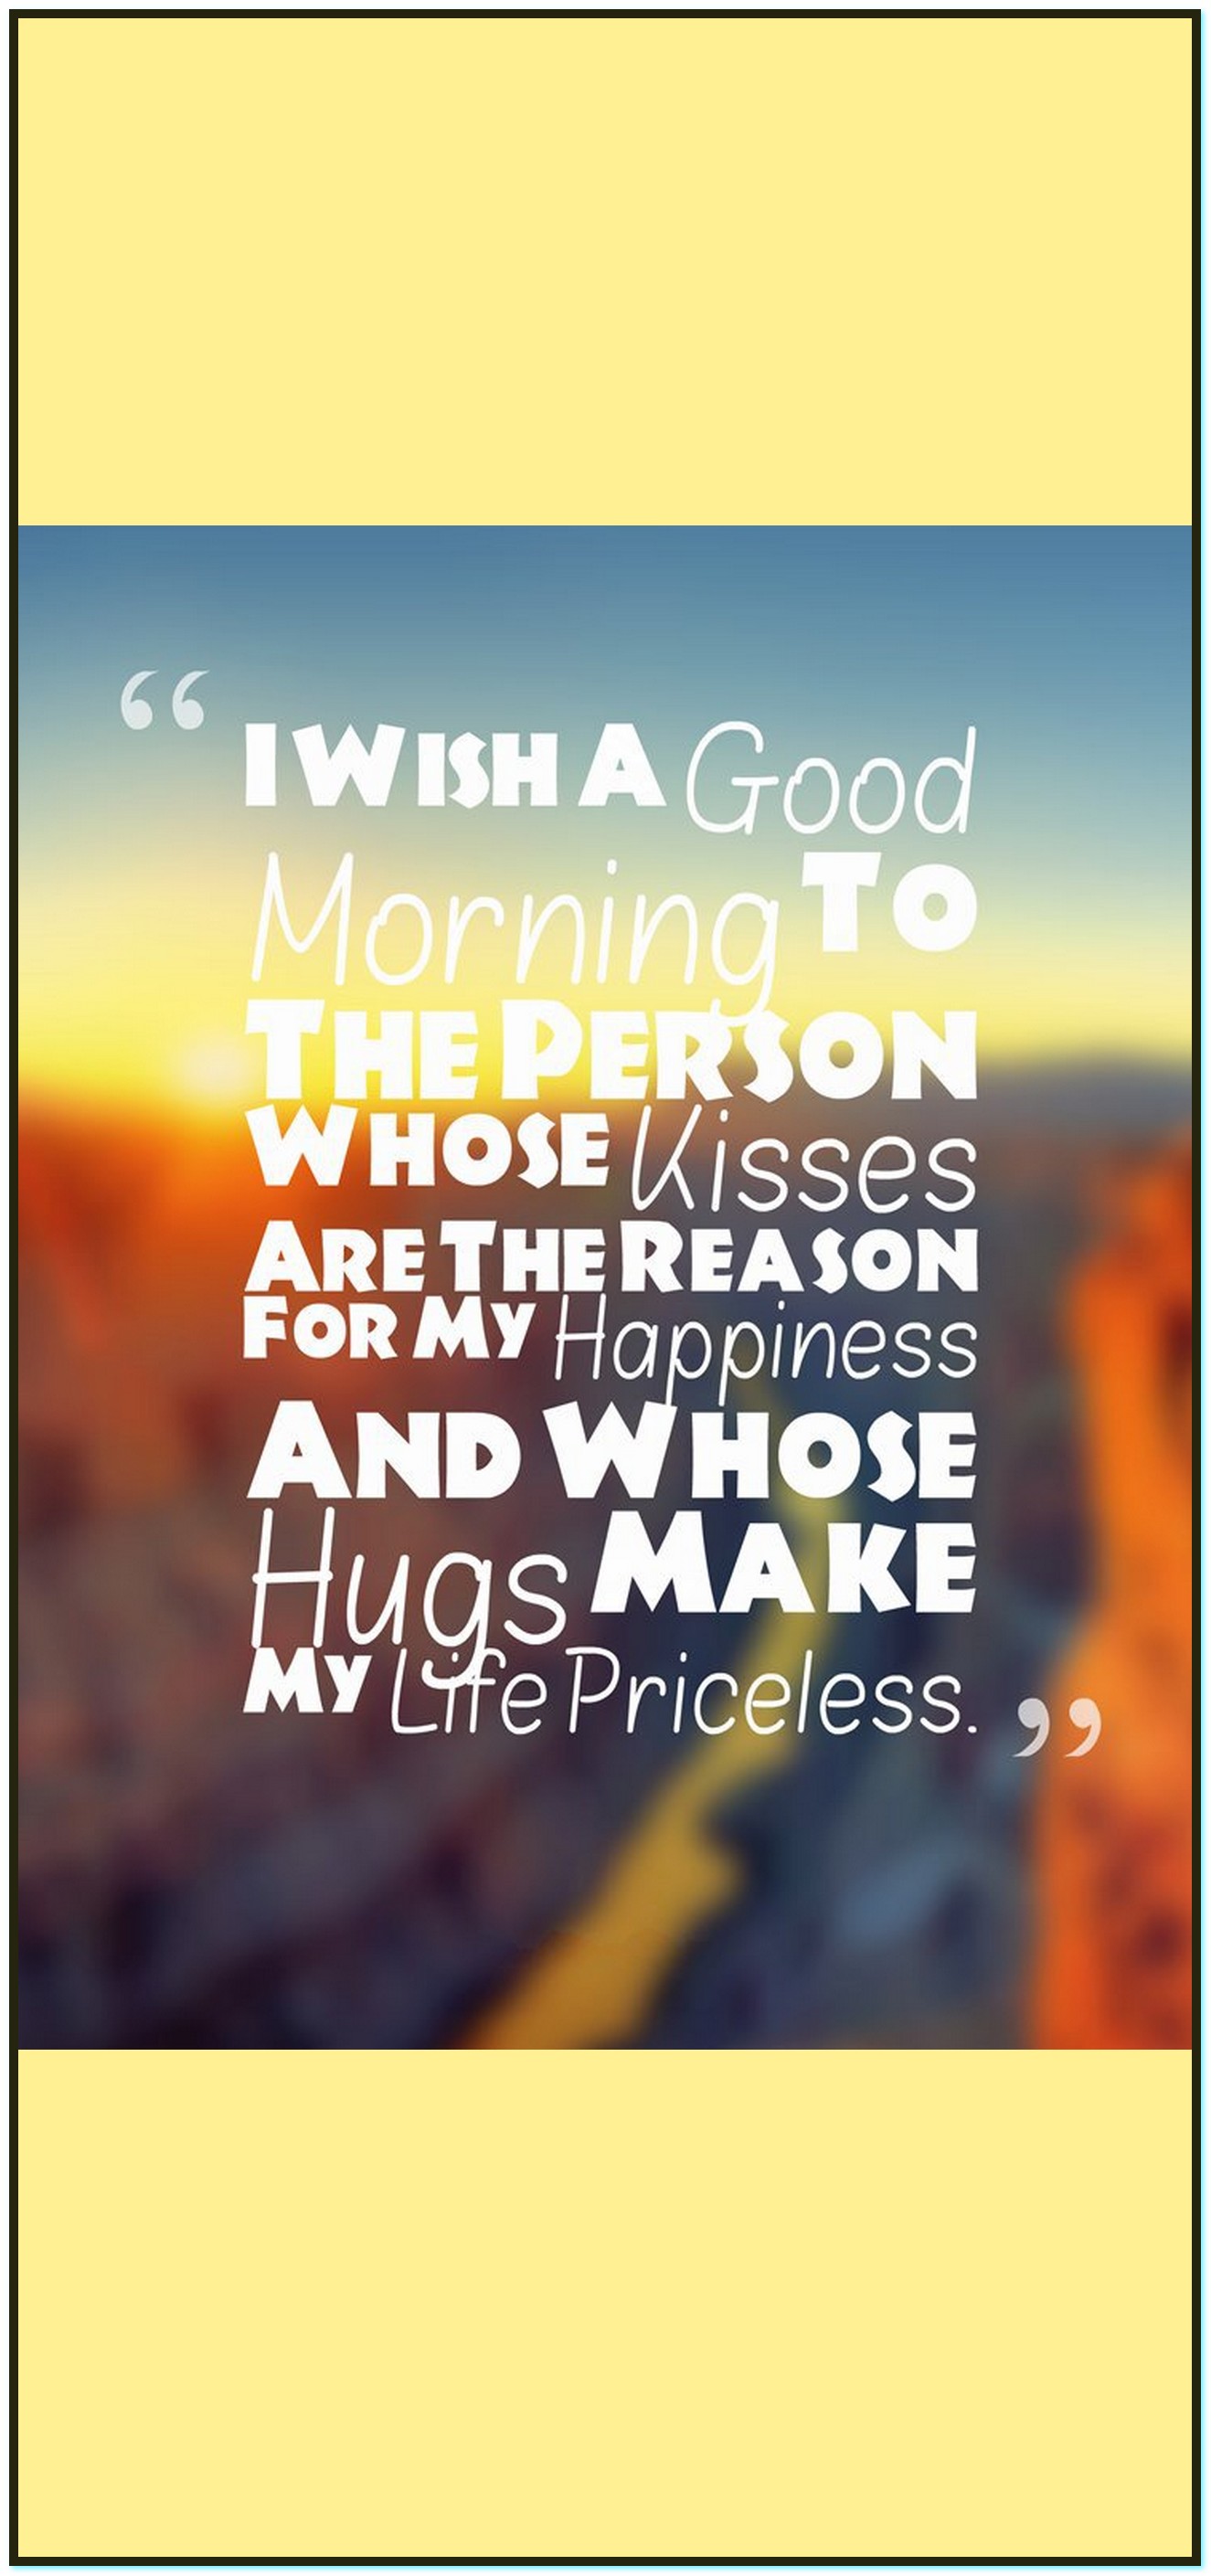 “ I Wish A Good
Morning To
The Person
Whose Kisses
Are The Reason
For My Happiness
And Whose
Hugs Make
My Life Priceless. ”